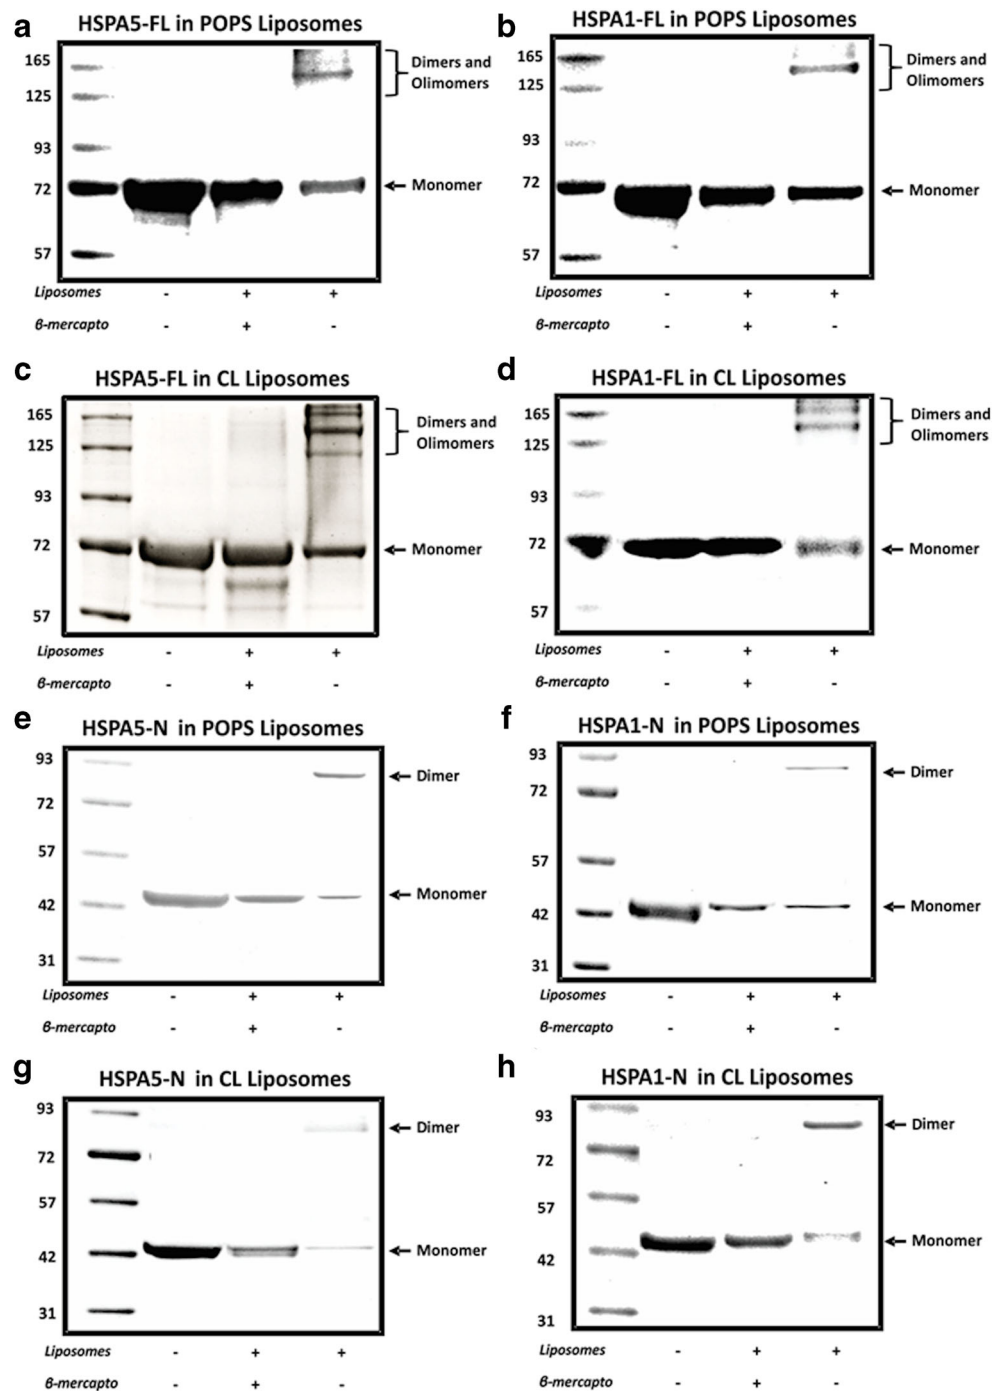 a
HSPA5-FL in POPS Liposomes
165
125
93
72
57
Dimers and
Olimomers
Monomer
Liposomes - + +
β-mercapto - + -
b
HSPA1-FL in POPS Liposomes
165
125
93
72
57
Dimers and
Olimomers
Monomer
Liposomes - + +
β-mercapto - + -
c
HSPA5-FL in CL Liposomes
165
125
93
72
57
Dimers and
Olimomers
Monomer
Liposomes - + +
β-mercapto - + -
d
HSPA1-FL in CL Liposomes
165
125
93
72
57
Dimers and
Olimomers
Monomer
Liposomes - + +
β-mercapto - + -
e
HSPA5-N in POPS Liposomes
93
72
57
42
31
Dimer
Monomer
Liposomes - + +
β-mercapto - + -
f
HSPA1-N in POPS Liposomes
93
72
57
42
31
Dimer
Monomer
Liposomes - + +
β-mercapto - + -
g
HSPA5-N in CL Liposomes
93
72
57
42
31
Dimer
Monomer
Liposomes - + +
β-mercapto - + -
h
HSPA1-N in CL Liposomes
93
72
57
42
31
Dimer
Monomer
Liposomes - + +
β-mercapto - + -